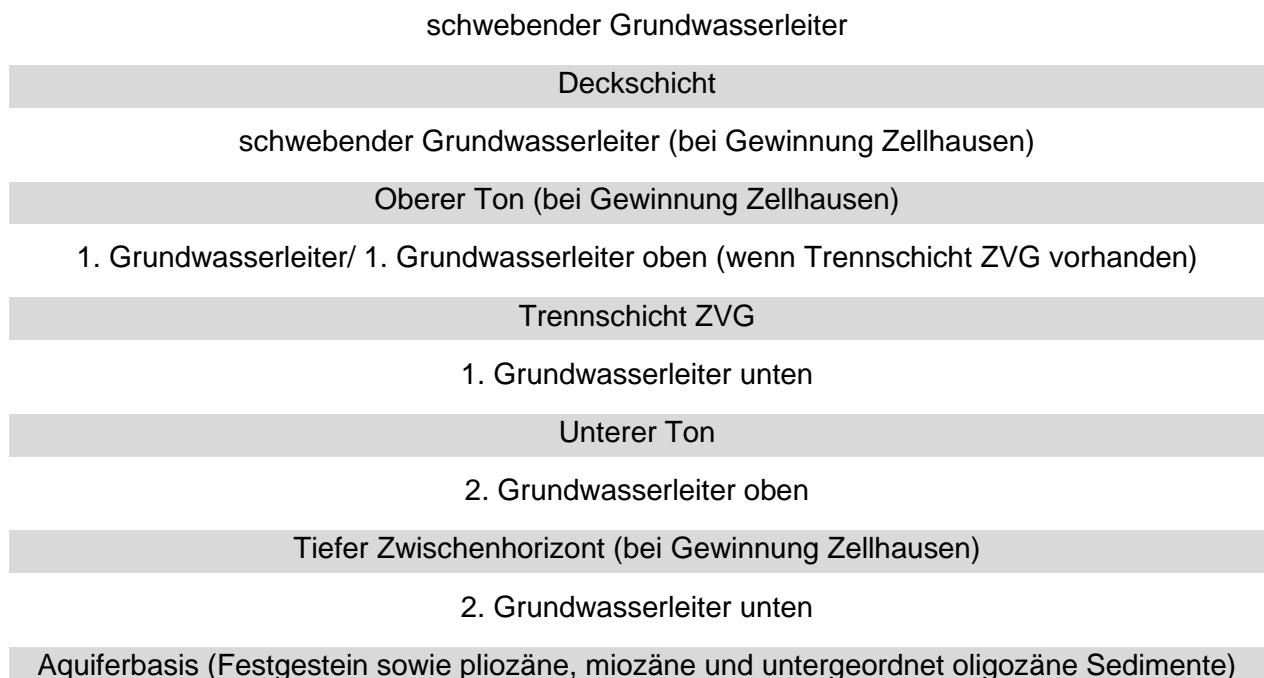 schwebender Grundwasserleiter
Deckschicht
schwebender Grundwasserleiter (bei Gewinnung Zellhausen)
Oberer Ton (bei Gewinnung Zellhausen)
1. Grundwasserleiter/ 1. Grundwasserleiter oben (wenn Trennschicht ZVG vorhanden)
Trennschicht ZVG
1. Grundwasserleiter unten
Unterer Ton
2. Grundwasserleiter oben
Tiefer Zwischenhorizont (bei Gewinnung Zellhausen)
2. Grundwasserleiter unten
Aquiferbasis (Festgestein sowie pliozäne, miozäne und untergeordnet oligozäne Sedimente)